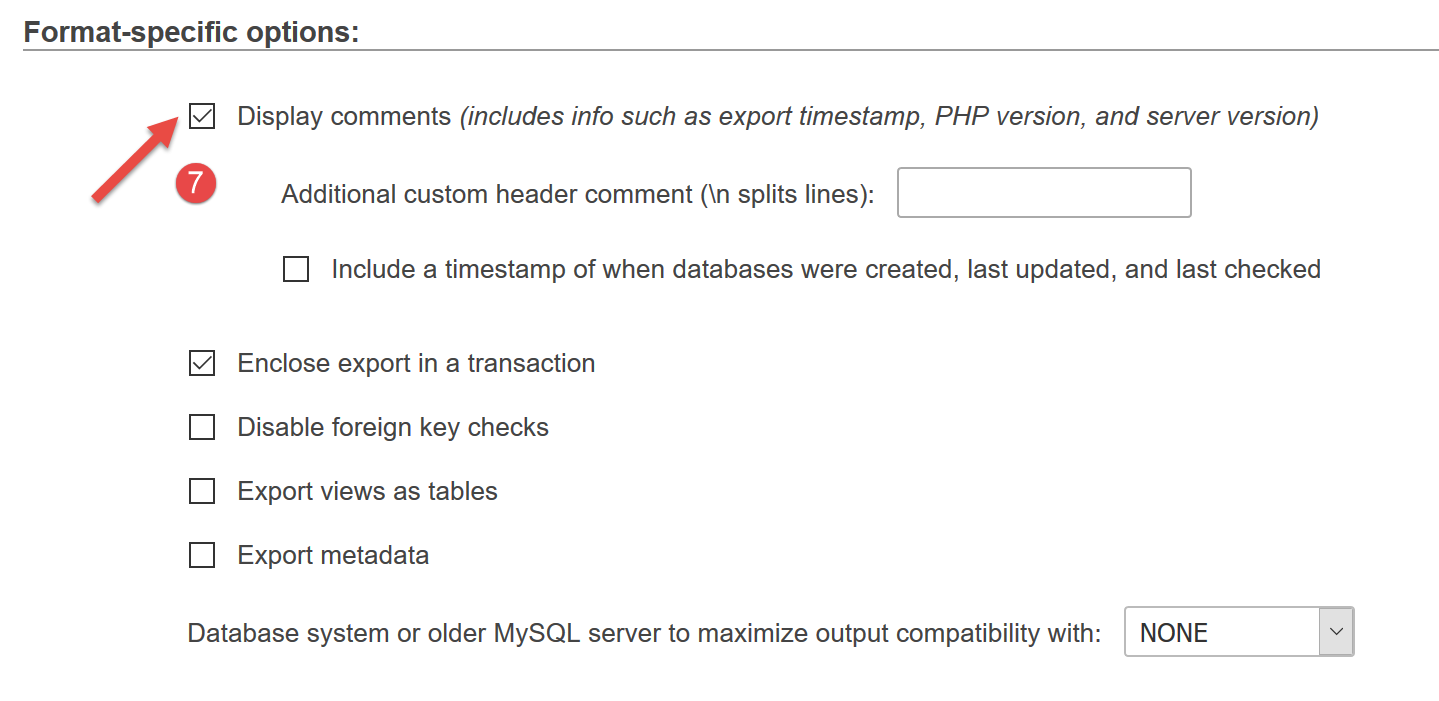 Format-specific options:
Display comments (includes info such as export timestamp, PHP version, and server version)
7
Additional custom header comment (\n splits lines):
Include a timestamp of when databases were created, last updated, and last checked
Enclose export in a transaction
Disable foreign key checks
Export views as tables
Export metadata
Database system or older MySQL server to maximize output compatibility with: NONE